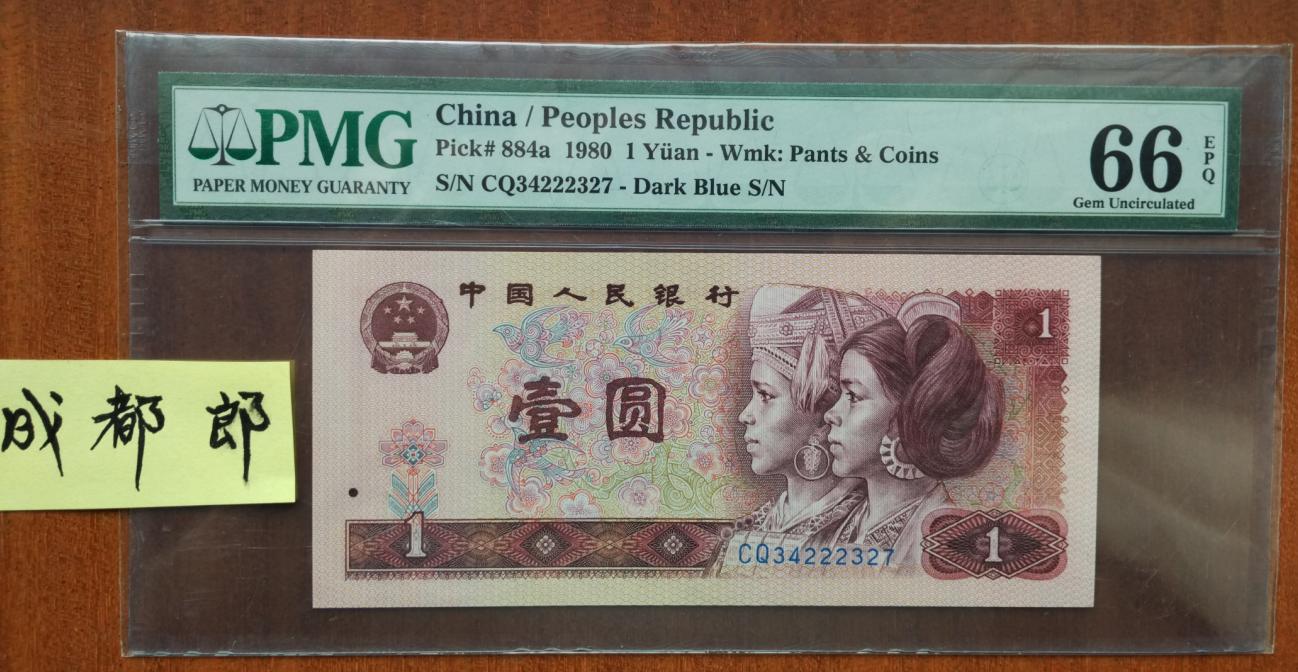 PMG
PAPER MONEY GUARANTY
China / Peoples Republic
Pick# 884a 1980 1 Yüan - Wmk: Pants & Coins
S/N CQ34222327 - Dark Blue S/N
66
EPQ
Gem Uncirculated
中国人民银行
1
壹圆
成都郎
1
CQ34222327
1